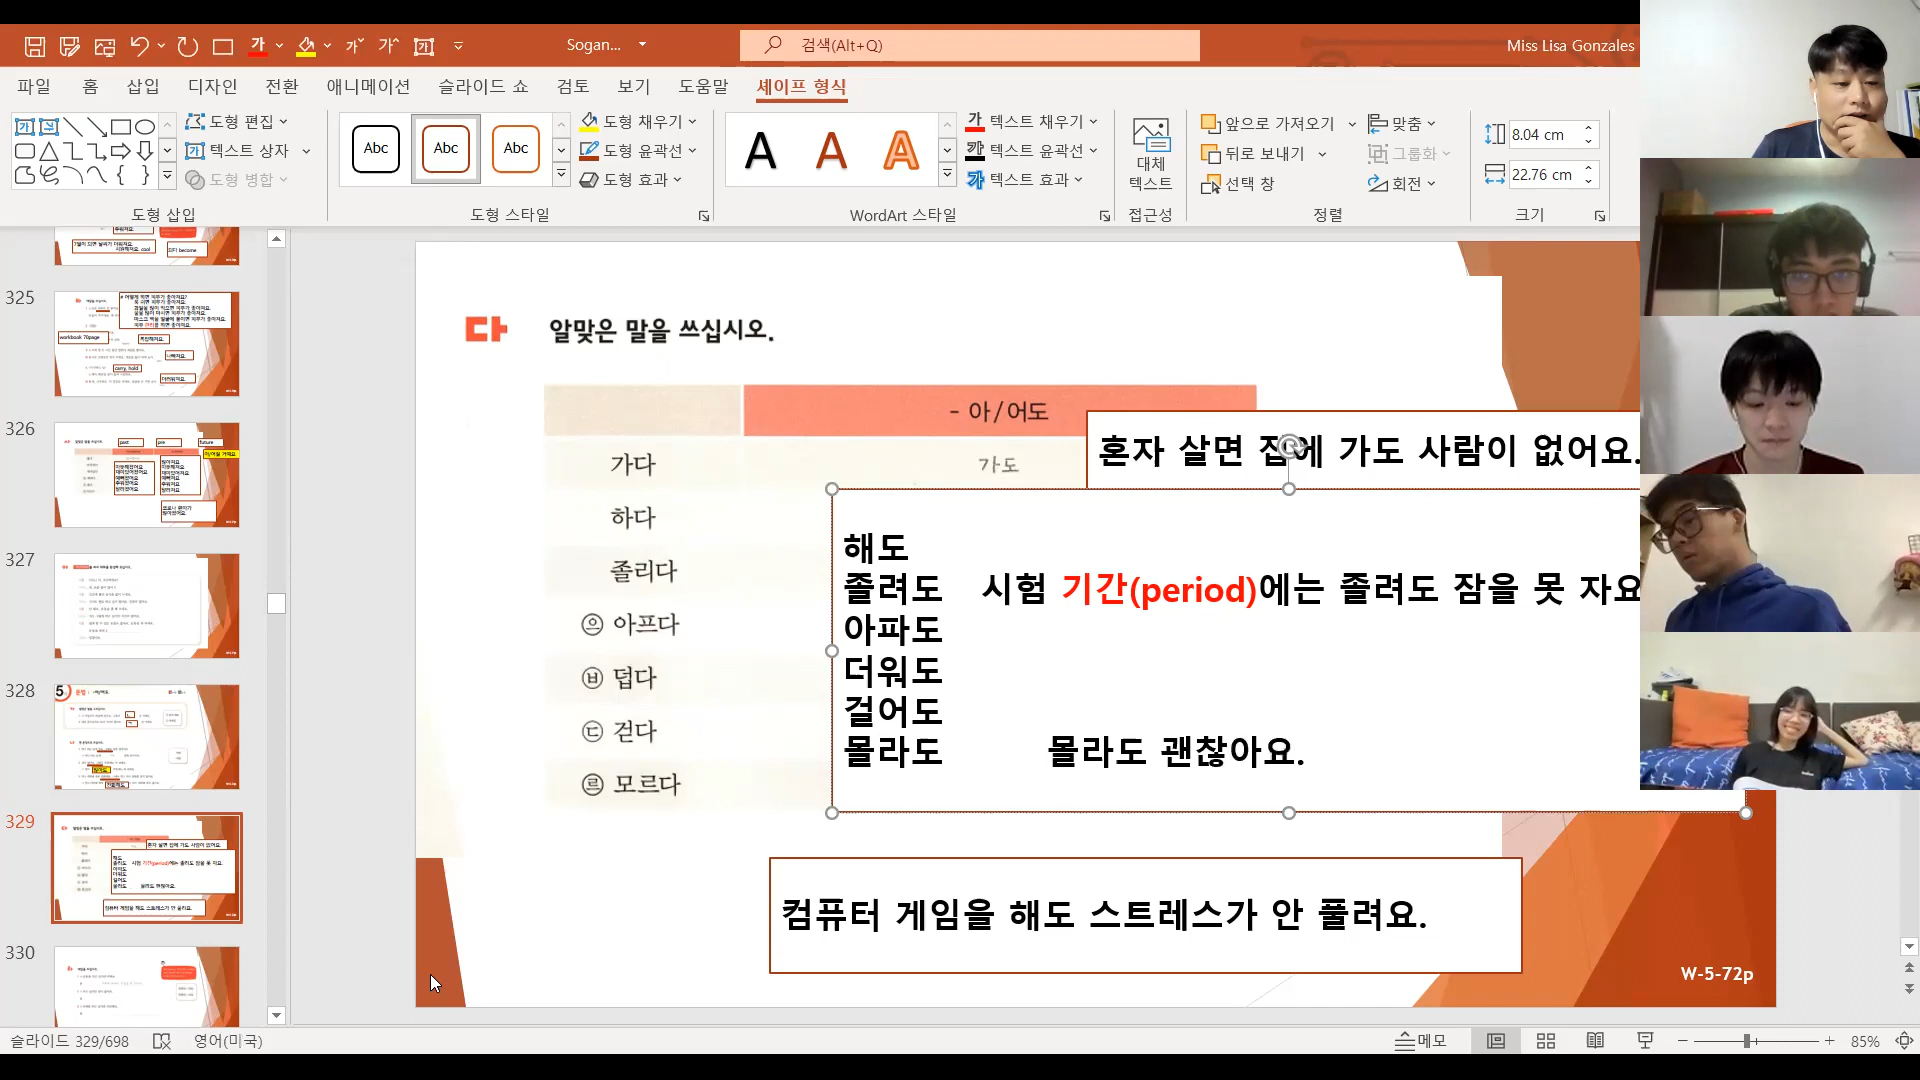 Sogan...
검색(Alt+Q)
Miss Lisa Gonzales
파일 홈 삽입 디자인 전환 애니메이션 슬라이드 쇼 검토 보기 도움말 셰이프 형식
도형 편집
텍스트 상자
도형 병합
도형 삽입
Abc Abc Abc
도형 채우기
도형 윤곽선
도형 효과
도형 스타일
A A A
텍스트 채우기
텍스트 윤곽선
텍스트 효과
WordArt 스타일
대체
텍스트
접근성
앞으로 가져오기
뒤로 보내기
선택 창
맞춤
그룹화
회전
정렬
8.04 cm
22.76 cm
크기
325
workbook 70page
carry, hold
326
past pre future
327
328
329
330
다 알맞은 말을 쓰십시오.
- 아/어도
가다 가도
하다
졸리다
으 아프다
ㅂ 덥다
ㄷ 걷다
르 모르다
혼자 살면 집에 가도 사람이 없어요.
해도
졸려도 시험 기간(period)에는 졸려도 잠을 못 자요
아파도
더워도
걸어도
몰라도 몰라도 괜찮아요.
컴퓨터 게임을 해도 스트레스가 안 풀려요.
W-5-72p
슬라이드 329/698 영어(미국)
메모
85%